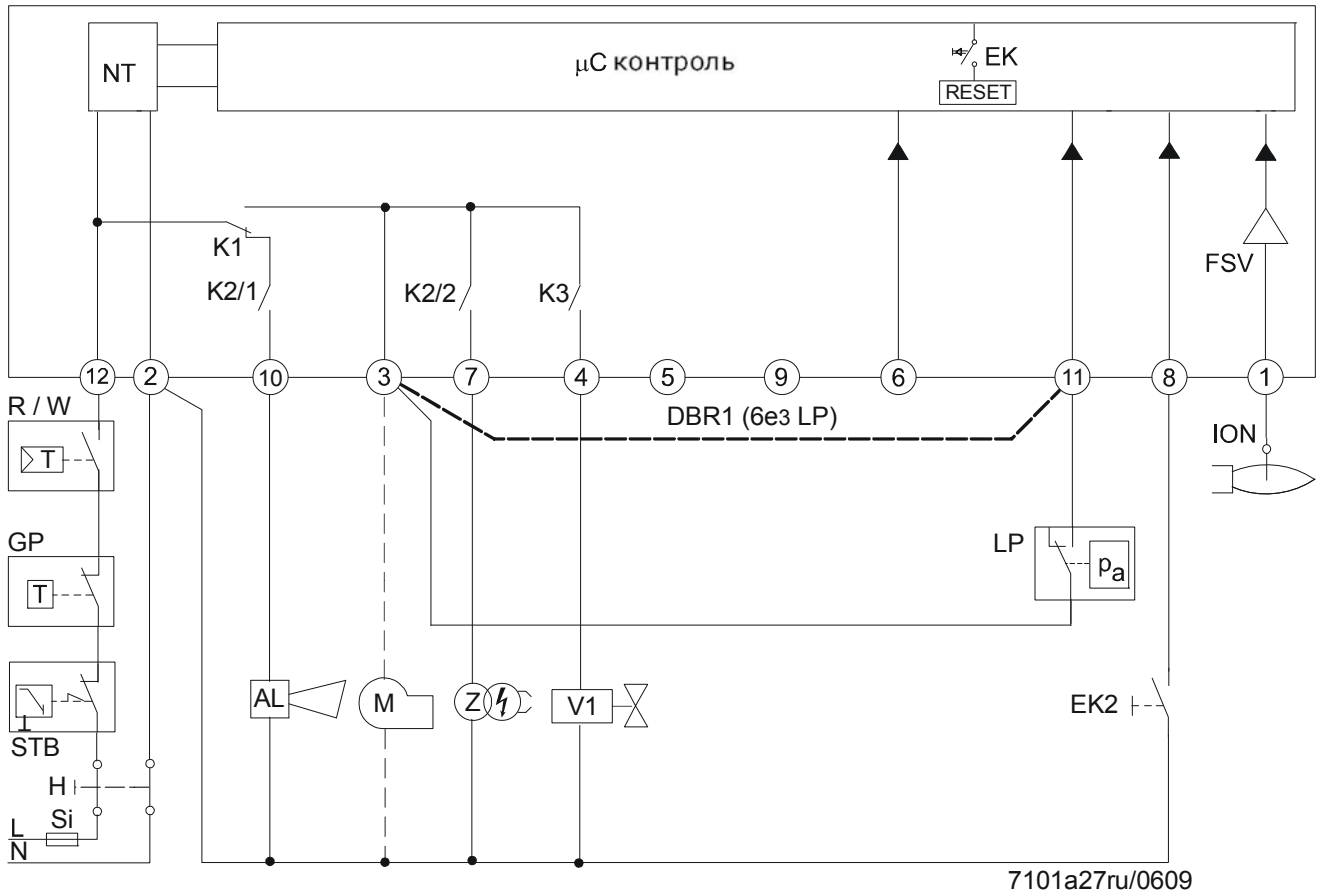 NT
μC контроль
EK
RESET
K1
K2/1
K2/2
K3
FSV
12
2
10
3
7
4
5
9
6
11
8
1
R / W
T
DBR1 (без LP)
ION
GP
T
LP
pa
STB
AL
M
Z
V1
EK2
H
Si
L
N
7101a27ru/0609